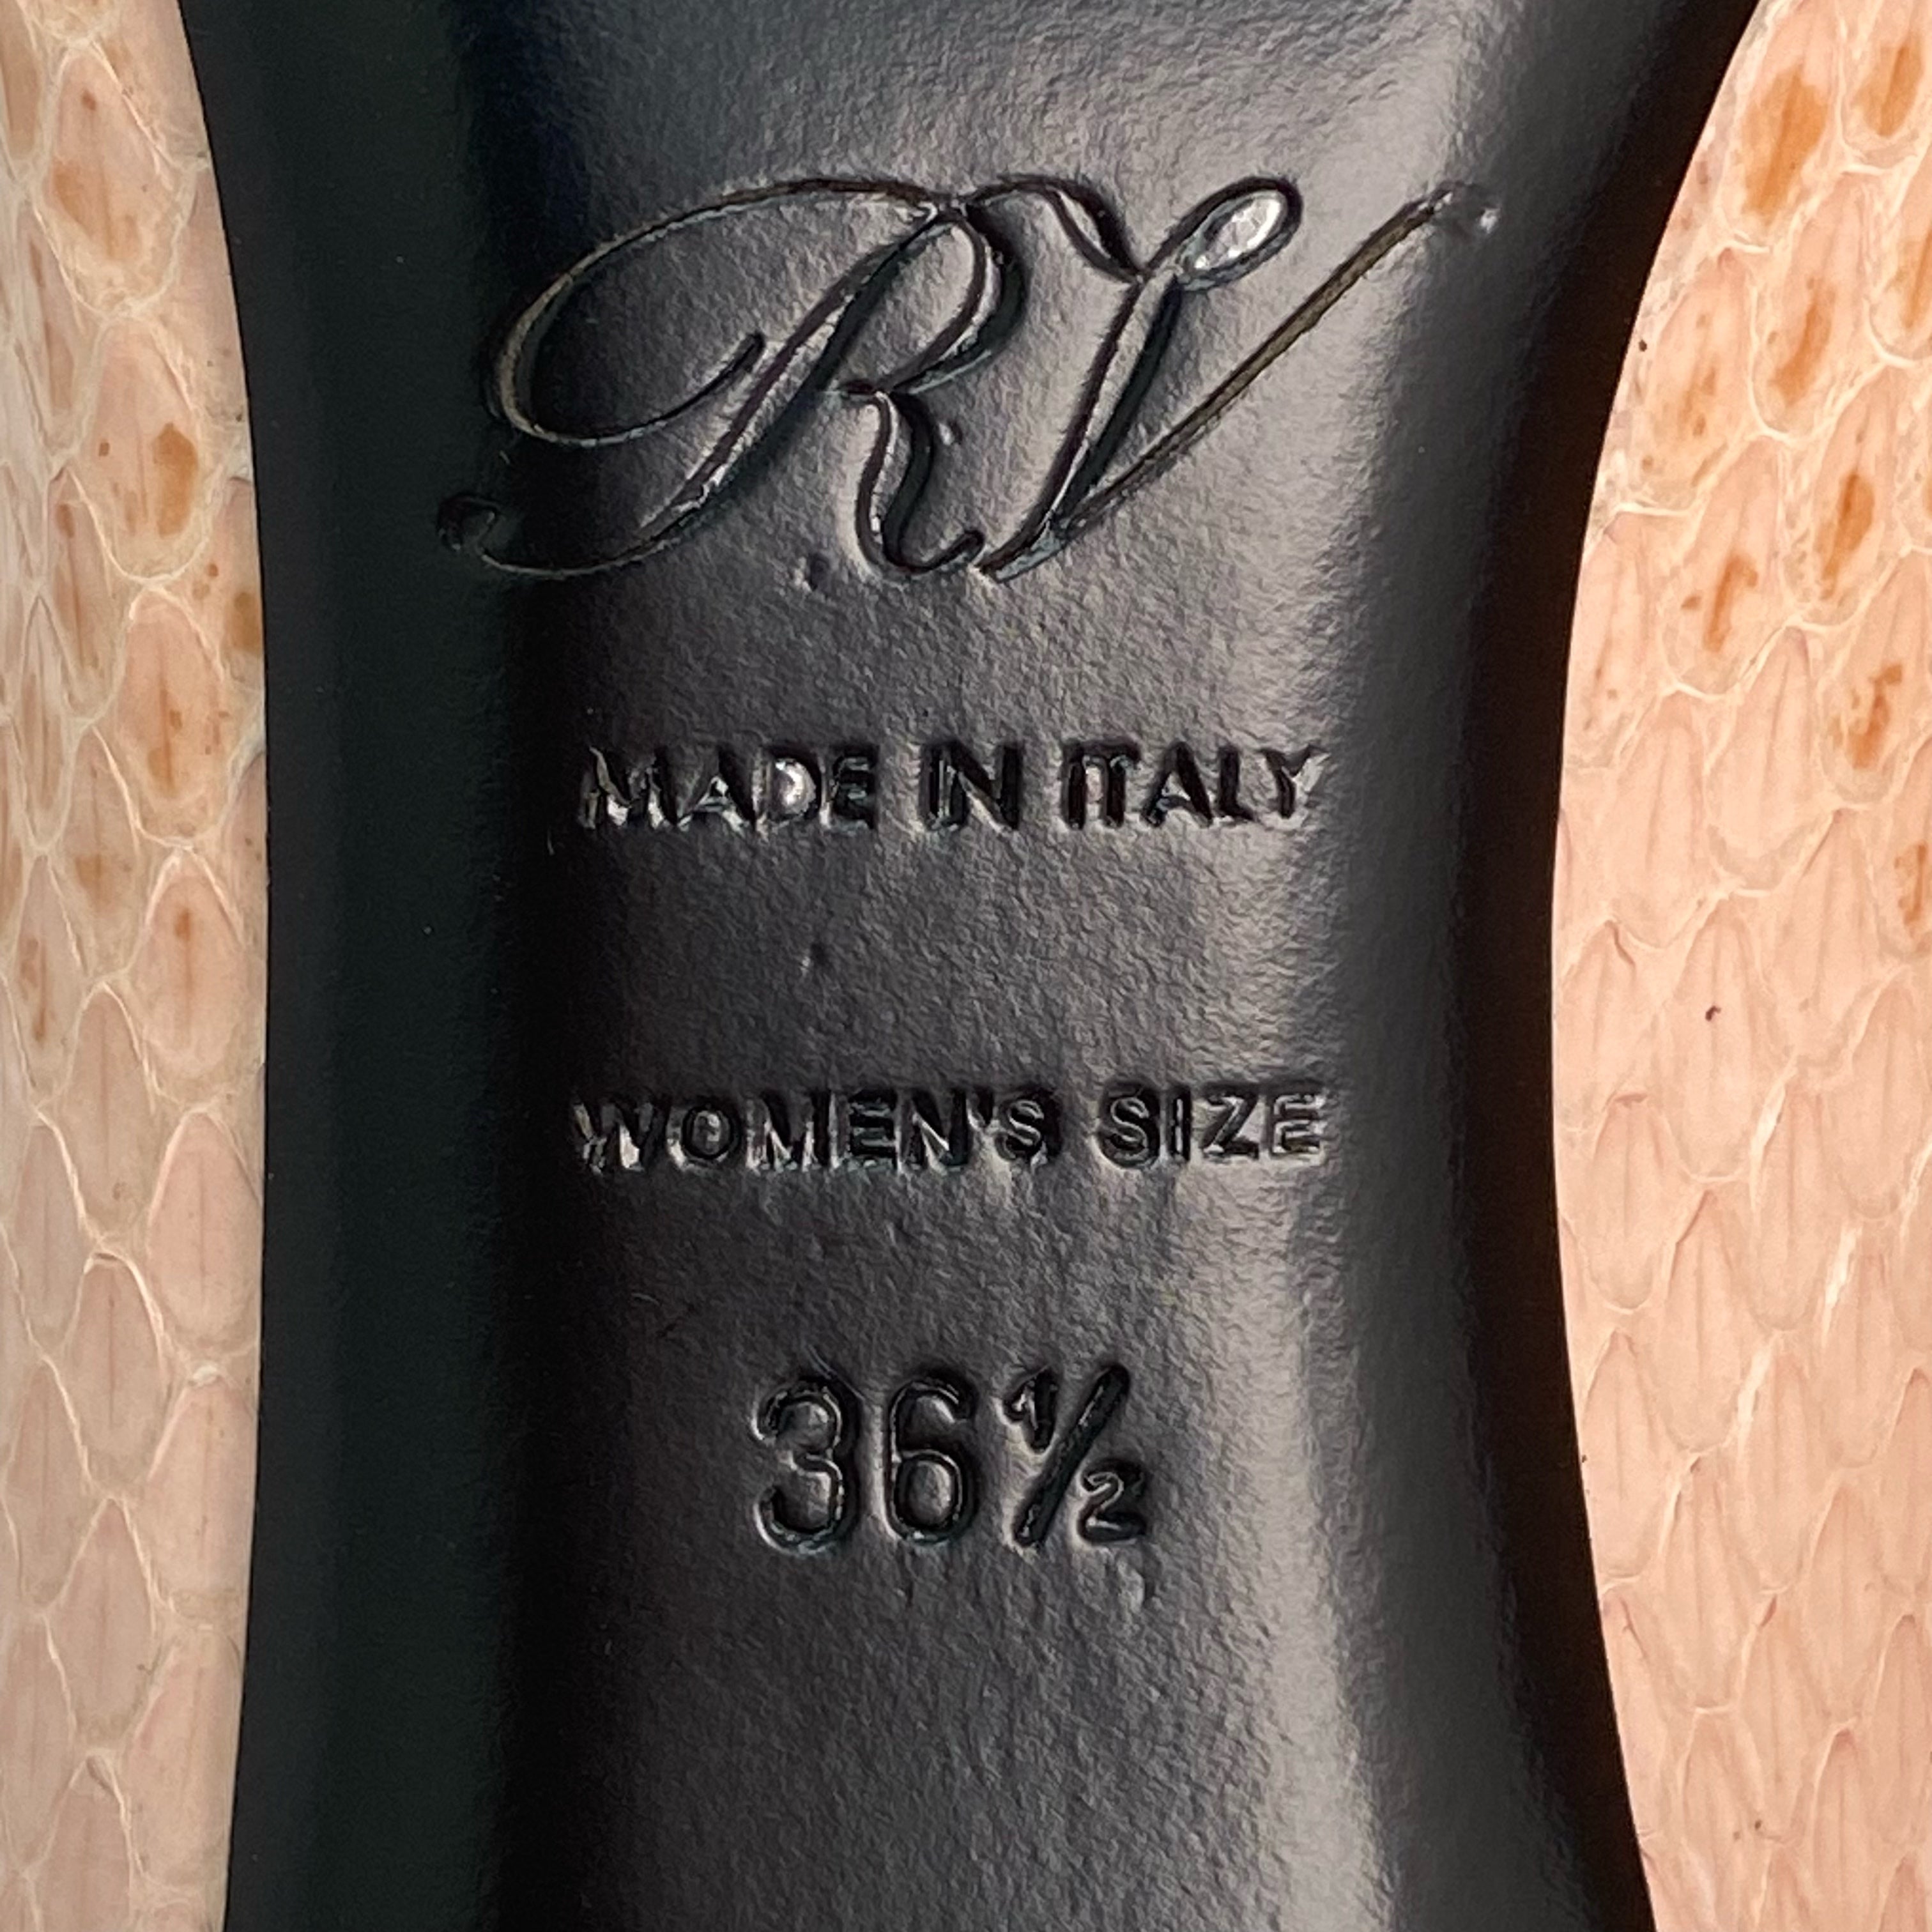 RV
MADE IN ITALY
WOMEN'S SIZE
36½